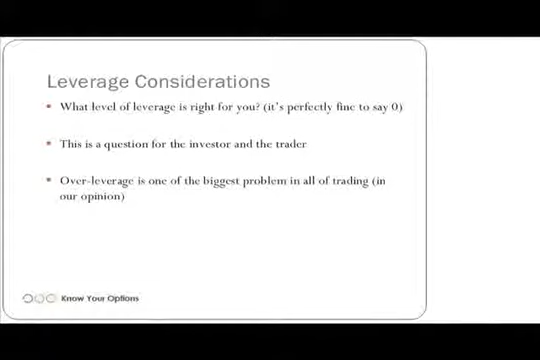 Leverage Considerations
What level of leverage is right for you? (it's perfectly fine to say 0)
This is a question for the investor and the trader
Over-leverage is one of the biggest problem in all of trading (in
our opinion)
Know Your Options